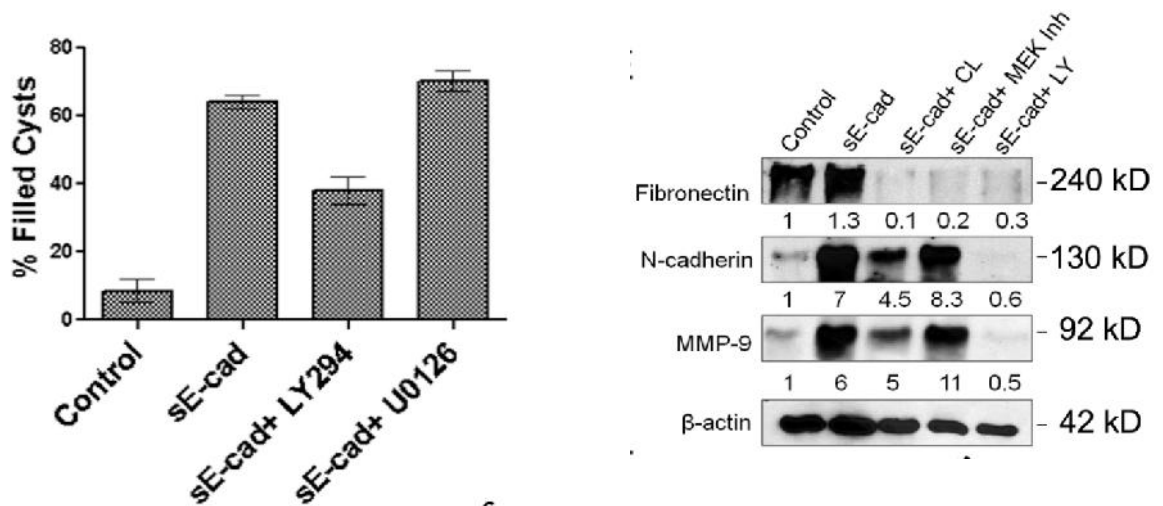 % Filled Cysts
80
60
40
20
0
Control
sE-cad
sE-cad+ LY294
sE-cad+ U0126
Control
sE-cad
sE-cad+ CL
sE-cad+ MEK Inh
sE-cad+ LY
Fibronectin
-240 kD
1 1.3 0.1 0.2 0.3
N-cadherin
-130 kD
1 7 4.5 8.3 0.6
MMP-9
- 92 kD
1 6 5 11 0.5
β-actin
- 42 kD